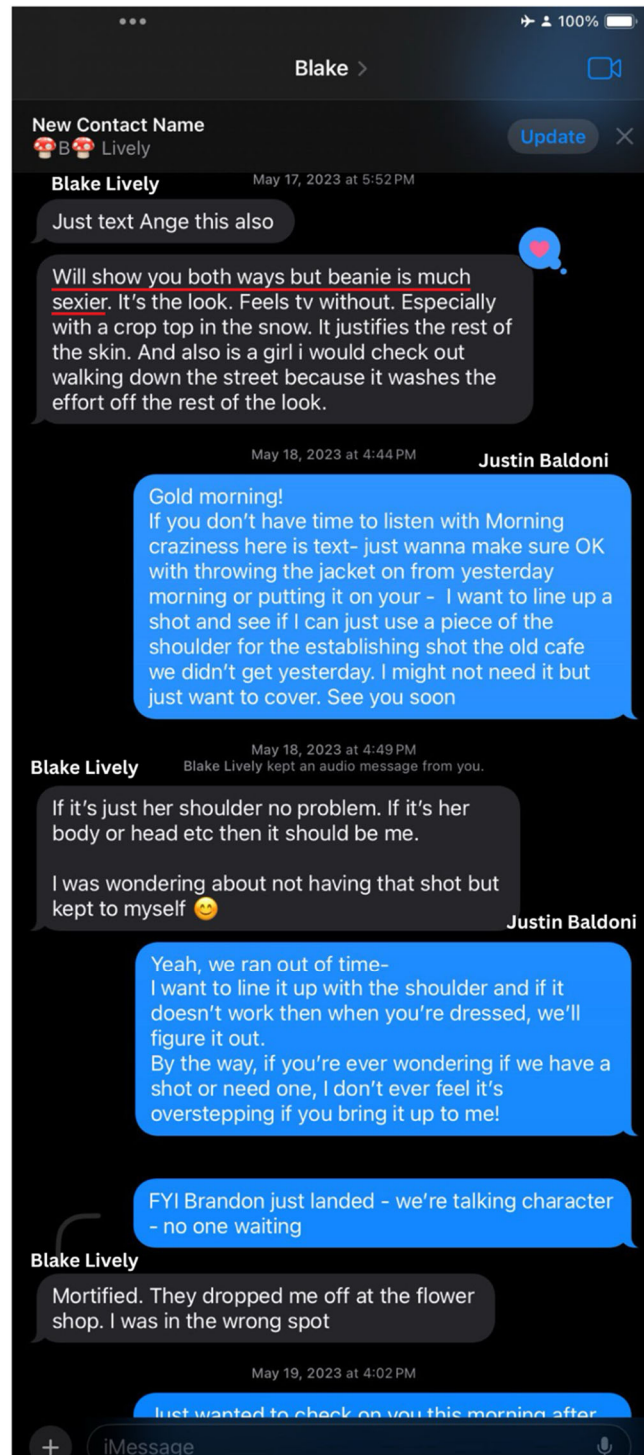 100%
Blake >
New Contact Name
🍄B🍄 Lively
Update
Blake Lively
May 17, 2023 at 5:52 PM
Just text Ange this also
Will show you both ways but beanie is much
sexier. It's the look. Feels tv without. Especially
with a crop top in the snow. It justifies the rest of
the skin. And also is a girl i would check out
walking down the street because it washes the
effort off the rest of the look.
May 18, 2023 at 4:44 PM
Justin Baldoni
Gold morning!
If you don't have time to listen with Morning
craziness here is text- just wanna make sure OK
with throwing the jacket on from yesterday
morning or putting it on your - I want to line up a
shot and see if I can just use a piece of the
shoulder for the establishing shot the old cafe
we didn't get yesterday. I might not need it but
just want to cover. See you soon
May 18, 2023 at 4:49 PM
Blake Lively
Blake Lively kept an audio message from you.
If it's just her shoulder no problem. If it's her
body or head etc then it should be me.
I was wondering about not having that shot but
kept to myself 😊
Justin Baldoni
Yeah, we ran out of time-
I want to line it up with the shoulder and if it
doesn't work then when you're dressed, we'll
figure it out.
By the way, if you're ever wondering if we have a
shot or need one, I don't ever feel it's
overstepping if you bring it up to me!
FYI Brandon just landed - we're talking character
- no one waiting
Blake Lively
Mortified. They dropped me off at the flower
shop. I was in the wrong spot
May 19, 2023 at 4:02 PM
Just wanted to check on you this morning after
iMessage